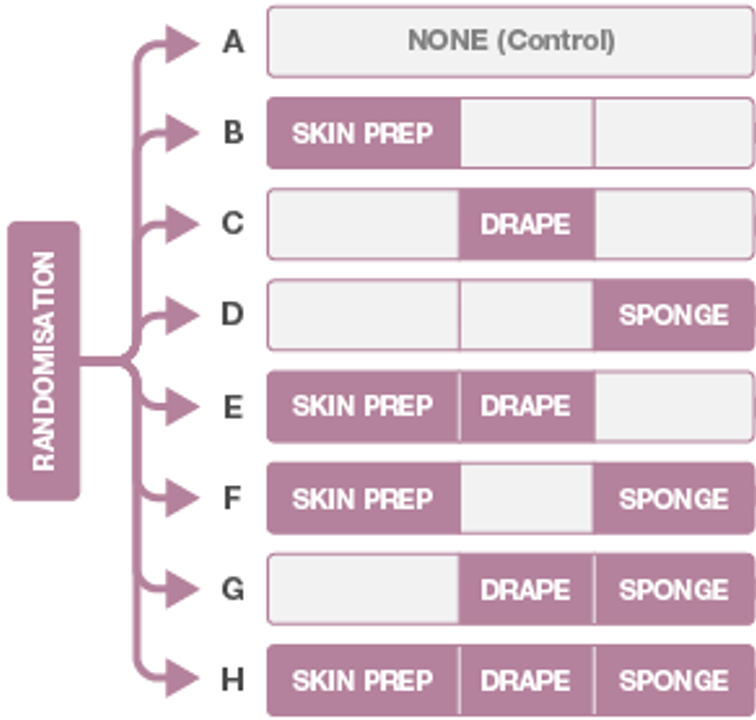 RANDOMISATION
A NONE (Control)
B SKIN PREP
C DRAPE
D SPONGE
E SKIN PREP DRAPE
F SKIN PREP SPONGE
G DRAPE SPONGE
H SKIN PREP DRAPE SPONGE